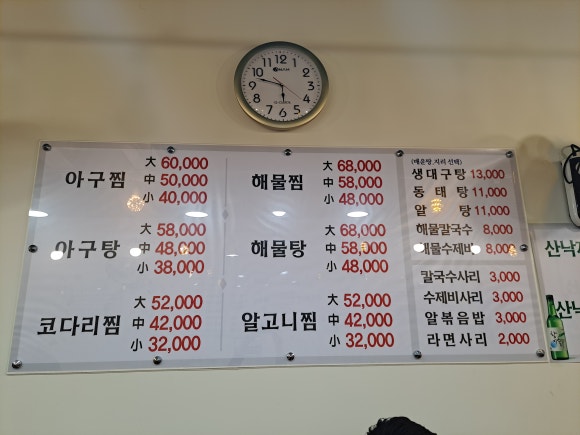 아구찜
大 60,000
中 50,000
小 40,000
해물찜
大 68,000
中 58,000
小 48,000
아구탕
大 58,000
中 48,000
小 38,000
해물탕
大 68,000
中 58,000
小 48,000
코다리찜
大 52,000
中 42,000
小 32,000
알고니찜
大 52,000
中 42,000
小 32,000
(매운탕.지리 선택)
생대구탕 13,000
동태탕 11,000
알탕 11,000
해물칼국수 8,000
해물수제비 8,000
칼국수사리 3,000
수제비사리 3,000
알볶음밥 3,000
라면사리 2,000
산낙
산낙